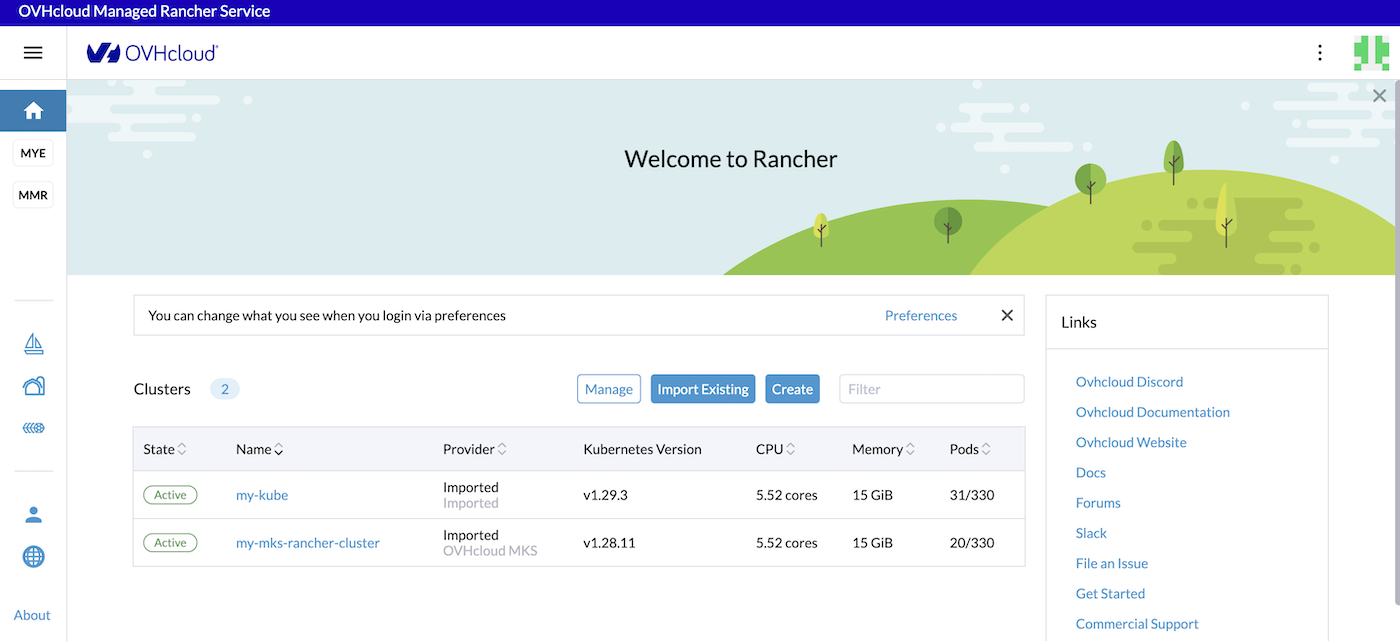 OVHcloud Managed Rancher Service
OVHcloud
MYE
MMR
Welcome to Rancher
You can change what you see when you login via preferences Preferences
Clusters 2 Manage Import Existing Create Filter
State Name Provider Kubernetes Version CPU Memory Pods
Active my-kube Imported v1.29.3 5.52 cores 15 GiB 31/330
Imported
Active my-mks-rancher-cluster Imported v1.28.11 5.52 cores 15 GiB 20/330
OVHcloud MKS
Links
Ovhcloud Discord
Ovhcloud Documentation
Ovhcloud Website
Docs
Forums
Slack
File an Issue
Get Started
Commercial Support
About